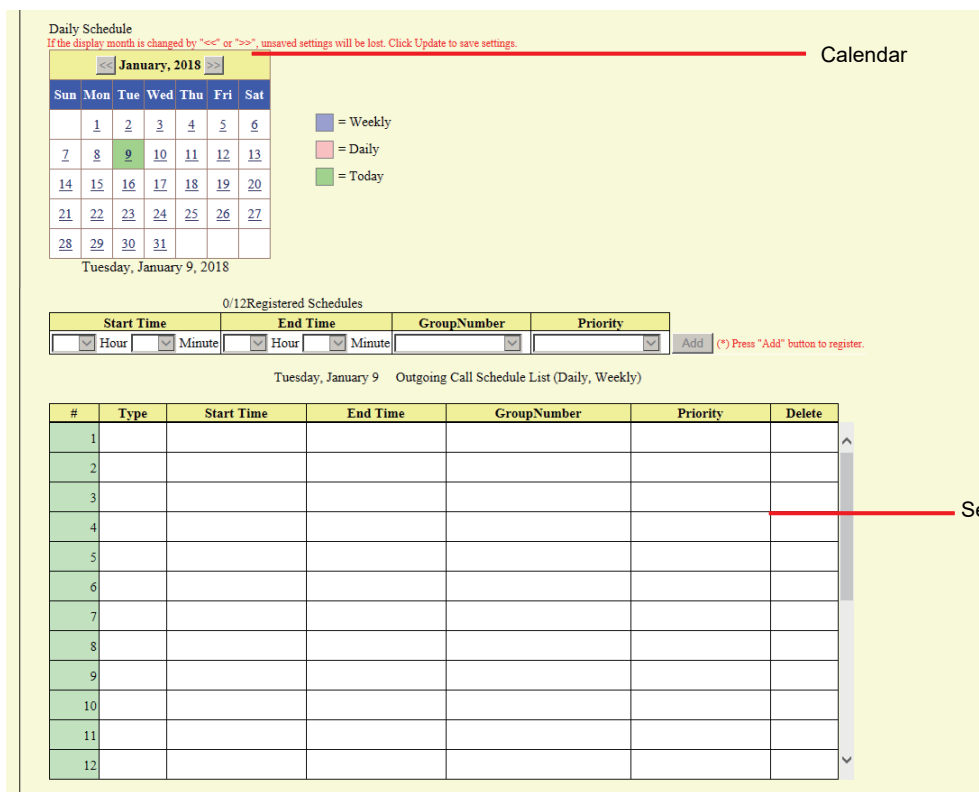 Daily Schedule
If the display month is changed by "<<" or ">>", unsaved settings will be lost. Click Update to save settings.
Calendar
<< January, 2018 >>
Sun Mon Tue Wed Thu Fri Sat
1 2 3 4 5 6
= Weekly
7 8 9 10 11 12 13
= Daily
14 15 16 17 18 19 20
= Today
21 22 23 24 25 26 27
28 29 30 31
Tuesday, January 9, 2018
0/12Registered Schedules
Start Time End Time GroupNumber Priority
Hour Minute Hour Minute Add (*) Press "Add" button to register.
Tuesday, January 9 Outgoing Call Schedule List (Daily, Weekly)
# Type Start Time End Time GroupNumber Priority Delete
1
2
3
Se
4
5
6
7
8
9
10
11
12